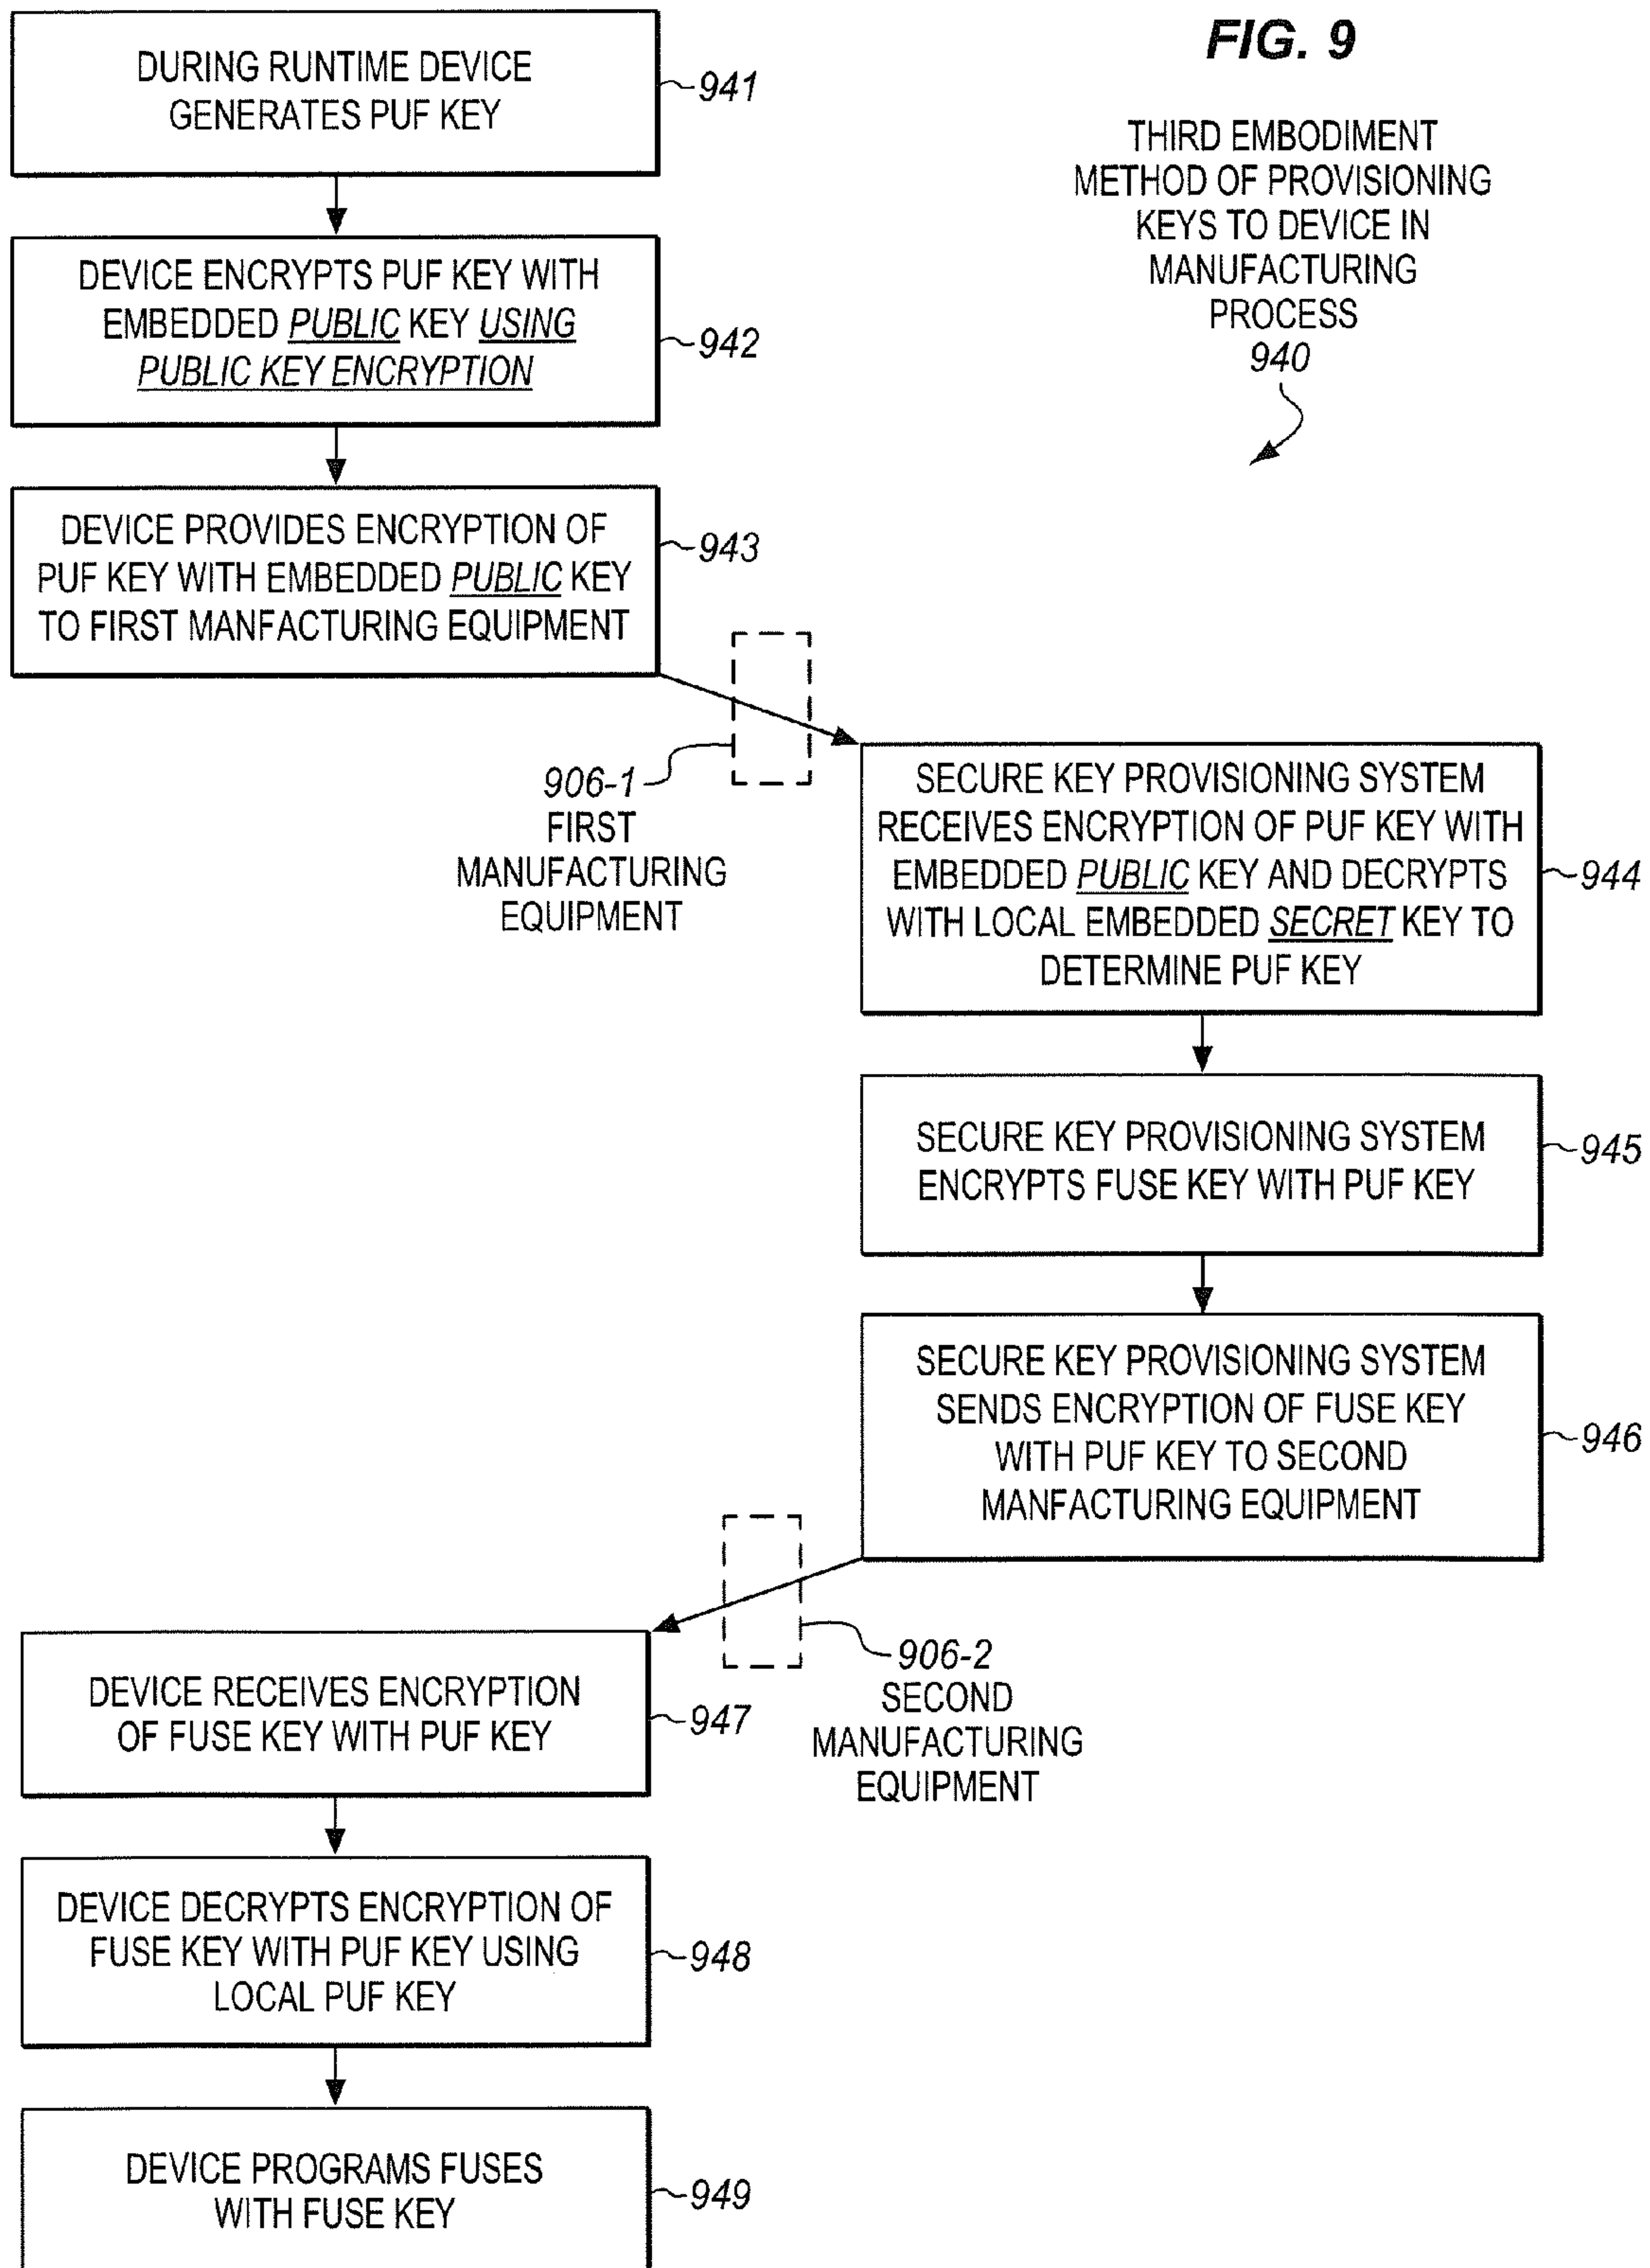 FIG. 9
THIRD EMBODIMENT
METHOD OF PROVISIONING
KEYS TO DEVICE IN
MANUFACTURING
PROCESS
940
DURING RUNTIME DEVICE
GENERATES PUF KEY
941
DEVICE ENCRYPTS PUF KEY WITH
EMBEDDED PUBLIC KEY USING
PUBLIC KEY ENCRYPTION
942
DEVICE PROVIDES ENCRYPTION OF
PUF KEY WITH EMBEDDED PUBLIC KEY
TO FIRST MANFACTURING EQUIPMENT
943
906-1
FIRST
MANUFACTURING
EQUIPMENT
SECURE KEY PROVISIONING SYSTEM
RECEIVES ENCRYPTION OF PUF KEY WITH
EMBEDDED PUBLIC KEY AND DECRYPTS
WITH LOCAL EMBEDDED SECRET KEY TO
DETERMINE PUF KEY
944
SECURE KEY PROVISIONING SYSTEM
ENCRYPTS FUSE KEY WITH PUF KEY
945
SECURE KEY PROVISIONING SYSTEM
SENDS ENCRYPTION OF FUSE KEY
WITH PUF KEY TO SECOND
MANFACTURING EQUIPMENT
946
906-2
SECOND
MANUFACTURING
EQUIPMENT
DEVICE RECEIVES ENCRYPTION
OF FUSE KEY WITH PUF KEY
947
DEVICE DECRYPTS ENCRYPTION OF
FUSE KEY WITH PUF KEY USING
LOCAL PUF KEY
948
DEVICE PROGRAMS FUSES
WITH FUSE KEY
949